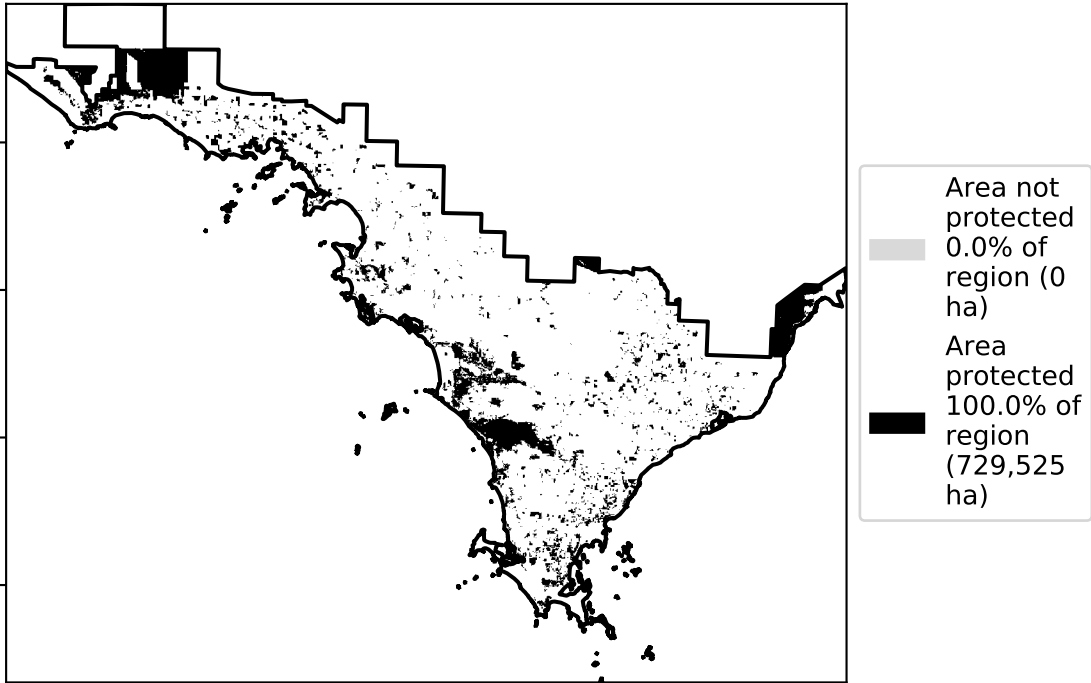 Area not
protected
0.0% of
region (0
ha)
Area
protected
100.0% of
region
(729,525
ha)